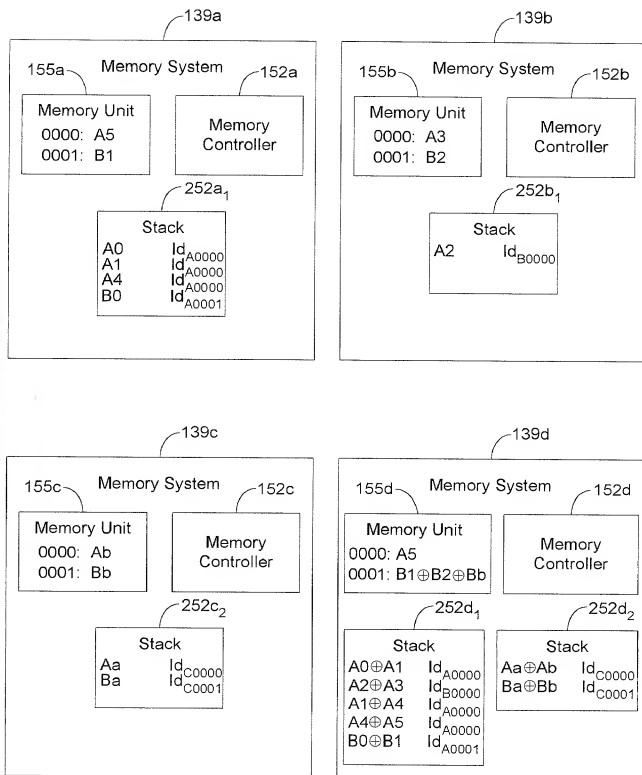 139a
Memory System
155a
152a
Memory Unit
0000: A5
0001: B1
Memory
Controller
252a1
Stack
A0 IdA0000
A1 IdA0000
A4 IdA0000
B0 IdA0001
139b
Memory System
155b
152b
Memory Unit
0000: A3
0001: B2
Memory
Controller
252b1
Stack
A2 IdB0000
139c
Memory System
155c
152c
Memory Unit
0000: Ab
0001: Bb
Memory
Controller
252c2
Stack
Aa IdC0000
Ba IdC0001
139d
Memory System
155d
152d
Memory Unit
0000: A5
0001: B1⊕B2⊕Bb
Memory
Controller
252d1
252d2
Stack
A0⊕A1 IdA0000
A2⊕A3 IdB0000
A1⊕A4 IdA0000
A4⊕A5 IdA0000
B0⊕B1 IdA0001
Stack
Aa⊕Ab IdC0000
Ba⊕Bb IdC0001